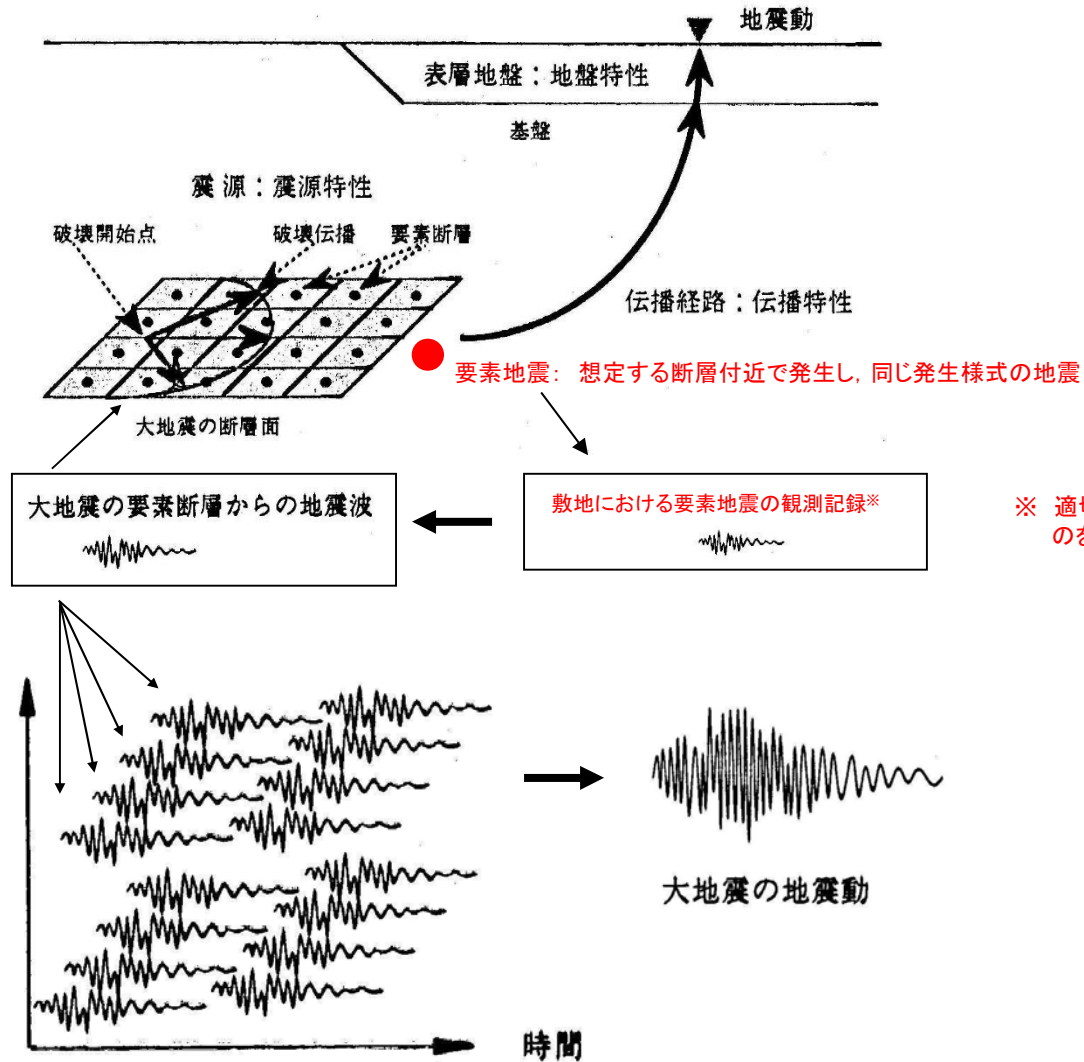 地震動
表層地盤：地盤特性
基盤
震源：震源特性
破壊開始点 破壊伝播 要素断層
伝播経路：伝播特性
要素地震： 想定する断層付近で発生し，同じ発生様式の地震
大地震の断層面
大地震の要素断層からの地震波
敷地における要素地震の観測記録※
※ 適
のを
大地震の地震動
時間